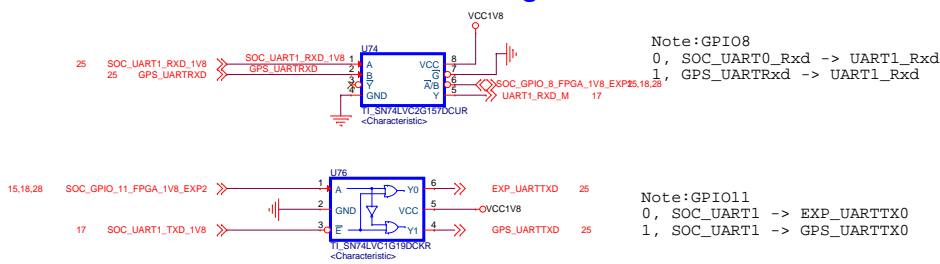 VCC1V8
U74
25 SOC_UART1_RXD_1V8 SOC_UART1_RXD_1V8 1 A VCC 8
25 GPS_UARTRXD GPS_UARTRXD 2 B G 7
3 Y A/B 6 SOC_GPIO_8_FPGA_1V8_EXP2 15,18,28
4 GND Y 5 UART1_RXD_M 17
TI_SN74LVC2G157DCUR
<Characteristic>
Note:GPIO8
0, SOC_UART0_Rxd -> UART1_Rxd
1, GPS_UARTRxd -> UART1_Rxd
U76
15,18,28 SOC_GPIO_11_FPGA_1V8_EXP2 1 A Y0 6 EXP_UARTTXD 25
2 GND VCC 5 VCC1V8
17 SOC_UART1_TXD_1V8 3 E Y1 4 GPS_UARTTXD 25
TI_SN74LVC1G19DCKR
<Characteristic>
Note:GPIO11
0, SOC_UART1 -> EXP_UARTTX0
1, SOC_UART1 -> GPS_UARTTX0